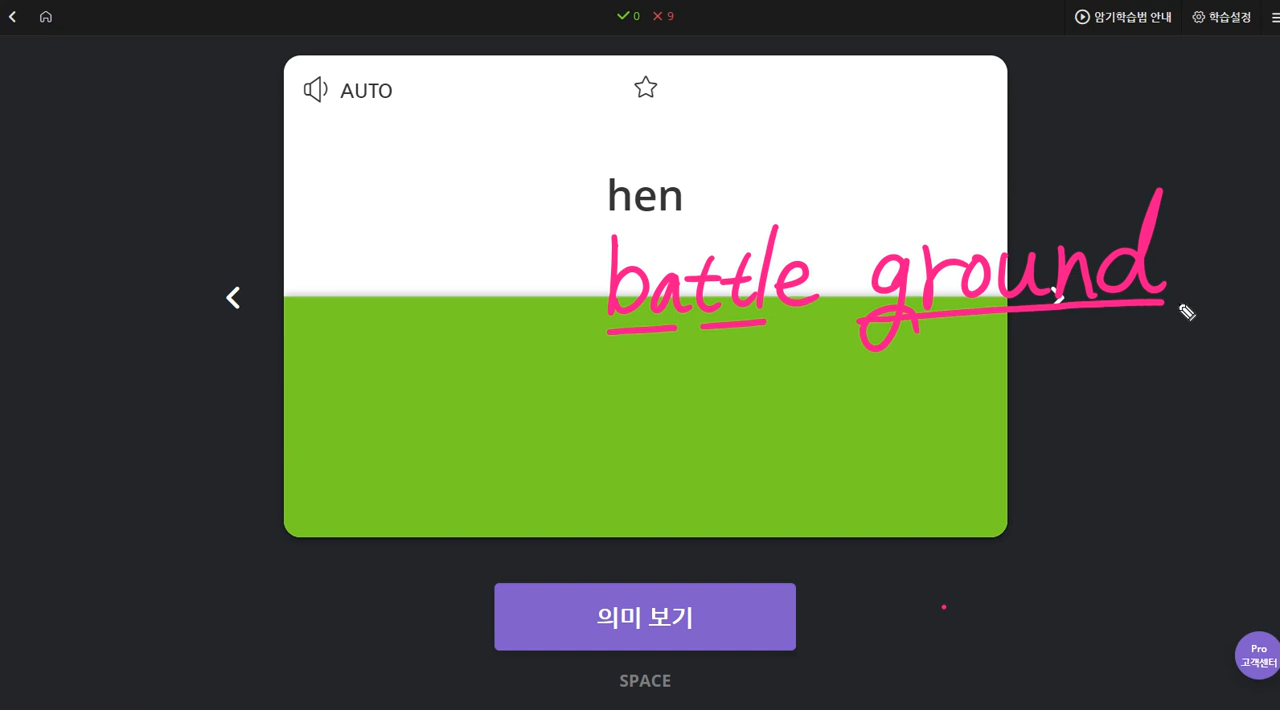 0 9 암기학습법 안내 학습설정
AUTO
hen
battle ground
의미 보기
SPACE
Pro
고객센터